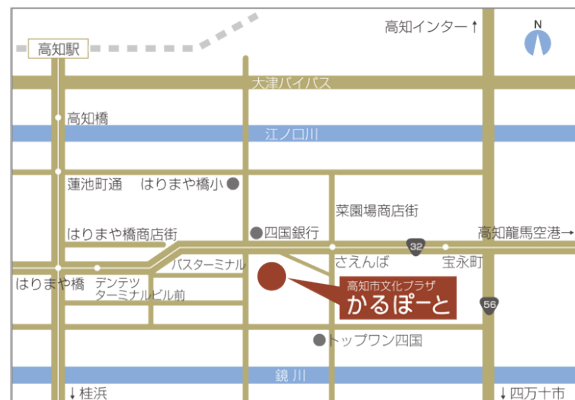 高知インター↑
N
高知駅
大津バイパス
高知橋
江ノ口川
蓮池町通
はりまや橋小
菜園場商店街
はりまや橋商店街
四国銀行
32
高知龍馬空港→
バスターミナル
さえんば
宝永町
はりまや橋
デンテツ
ターミナルビル前
高知市文化プラザ
かるぽーと
56
トップワン四国
鏡川
↓桂浜
↓四万十市